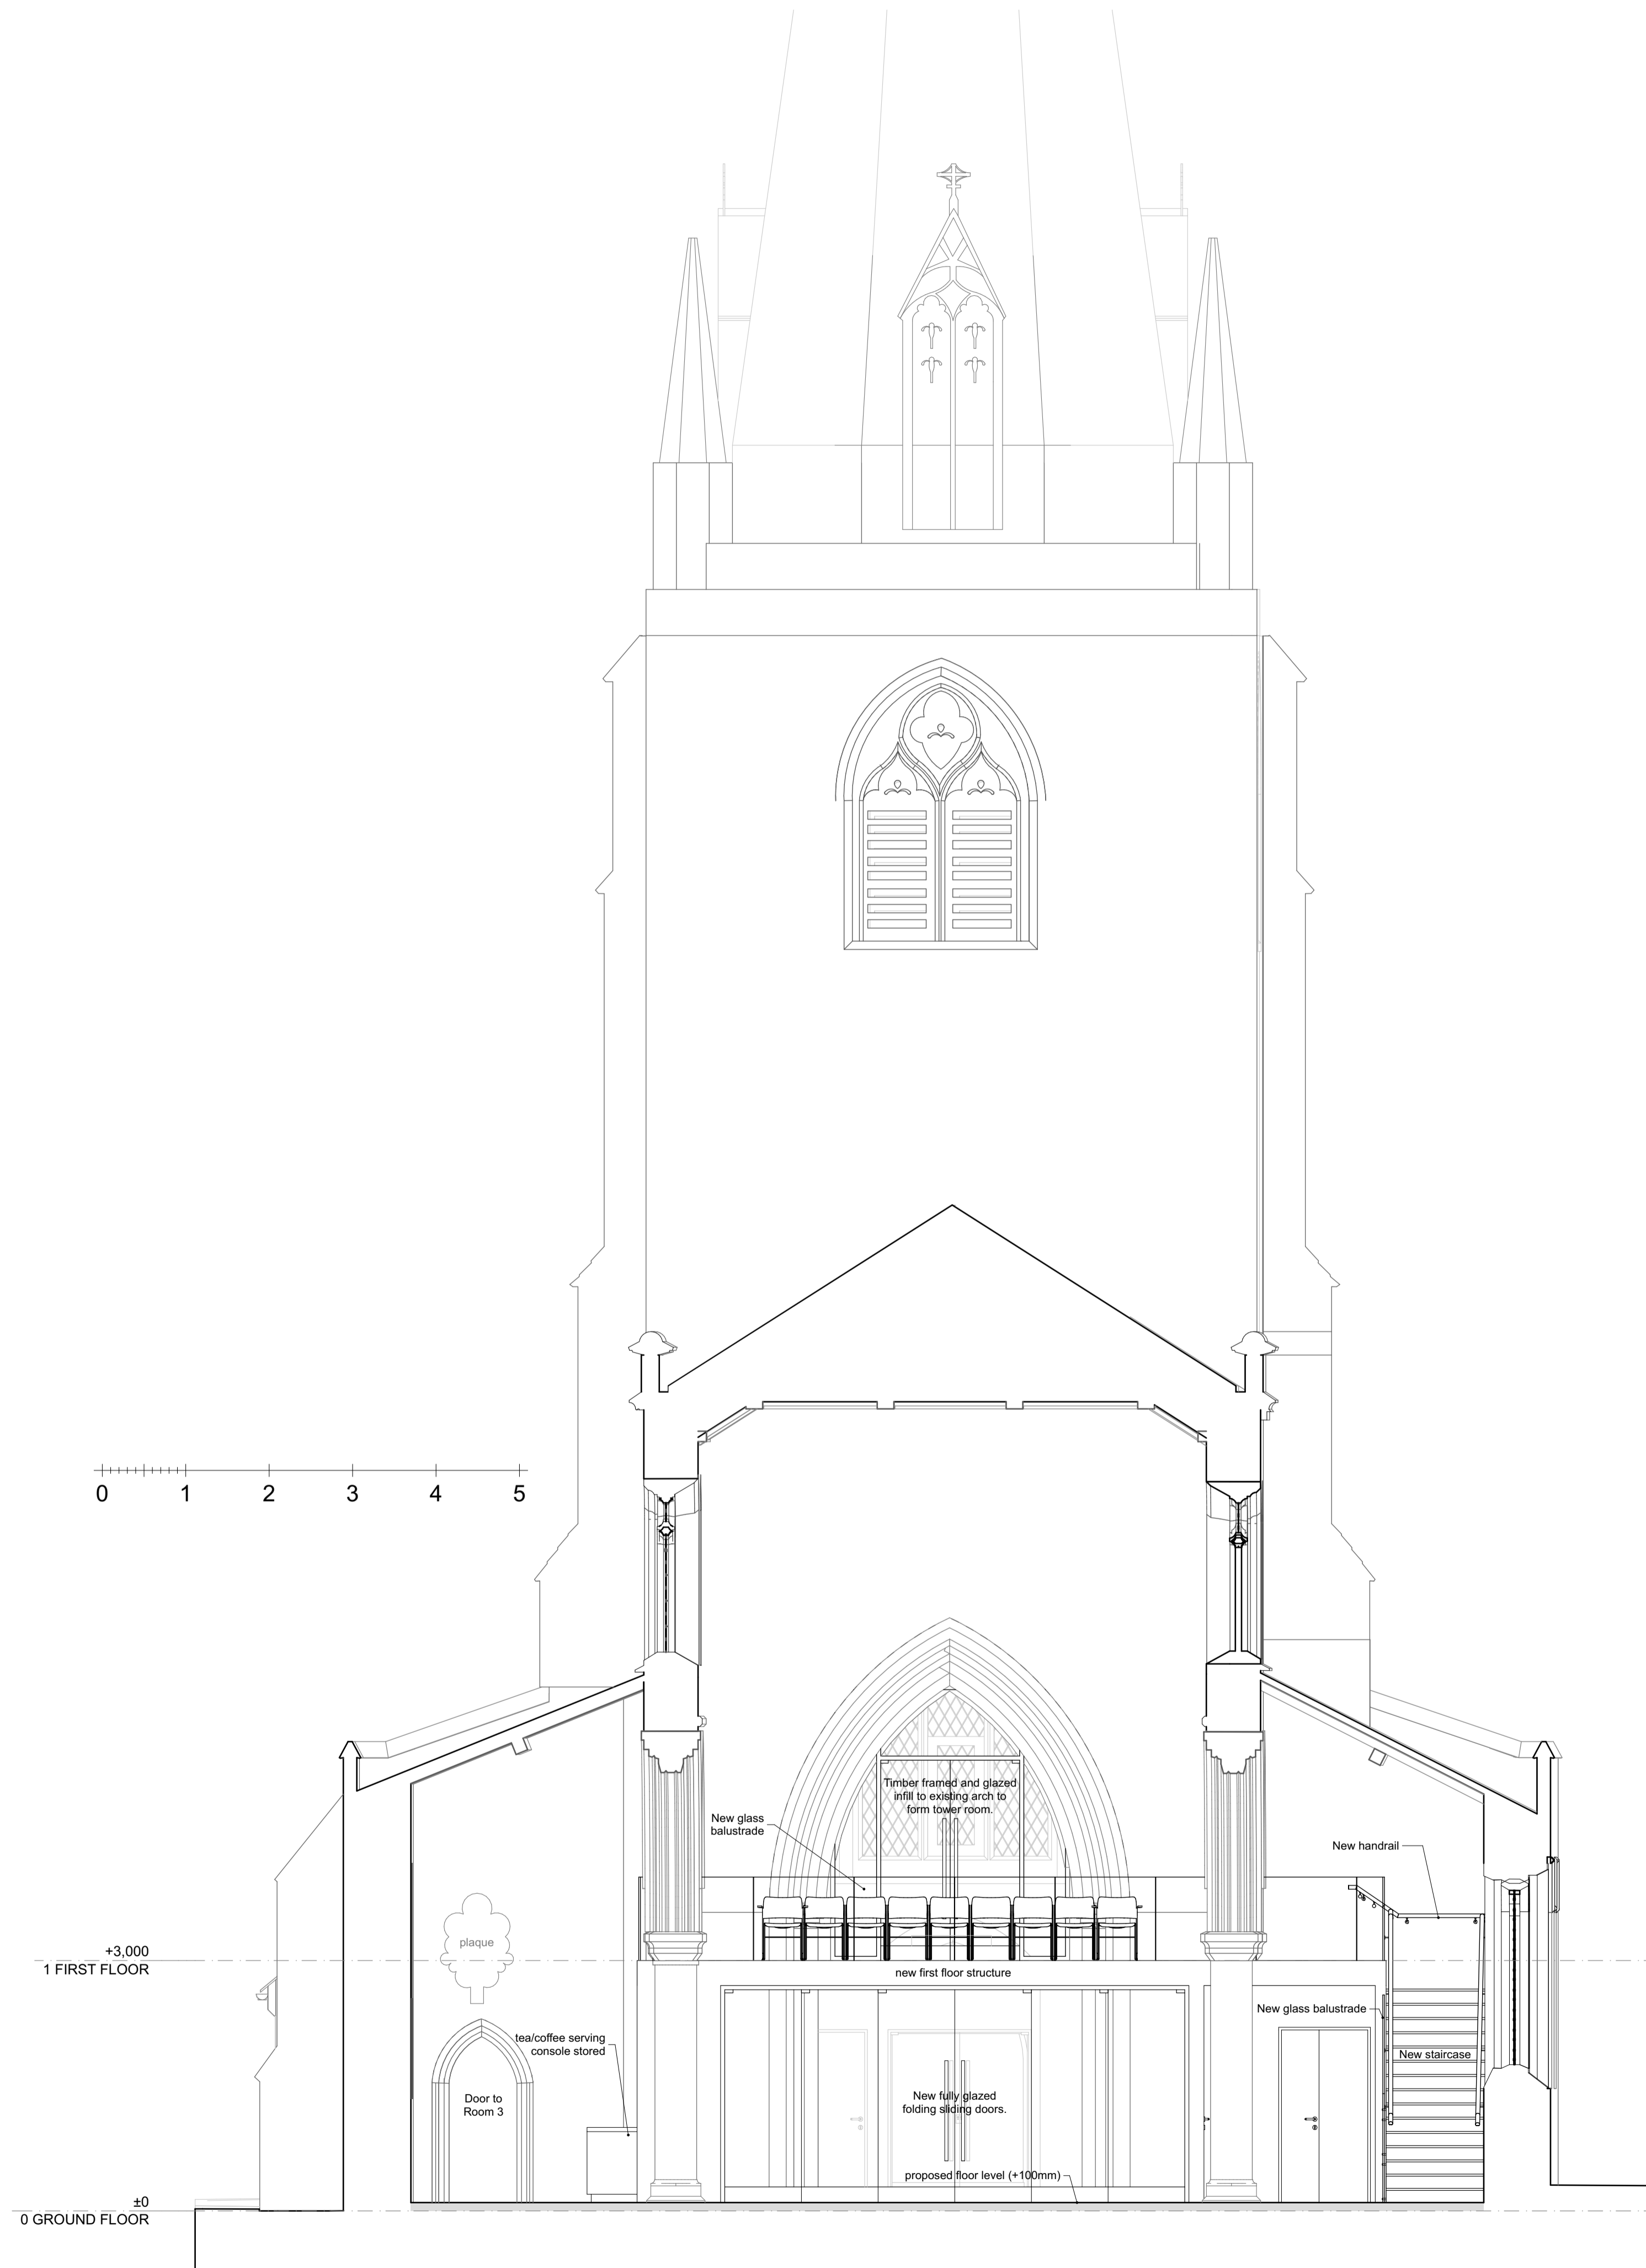 0 1 2 3 4 5
Timber framed and glazed
infill to existing arch to
form tower room.
New glass
balustrade
New handrail
plaque
+3,000
1 FIRST FLOOR
new first floor structure
New glass balustrade
tea/coffee serving
console stored
New staircase
Door to
Room 3
New fully glazed
folding sliding doors.
proposed floor level (+100mm)
±0
0 GROUND FLOOR